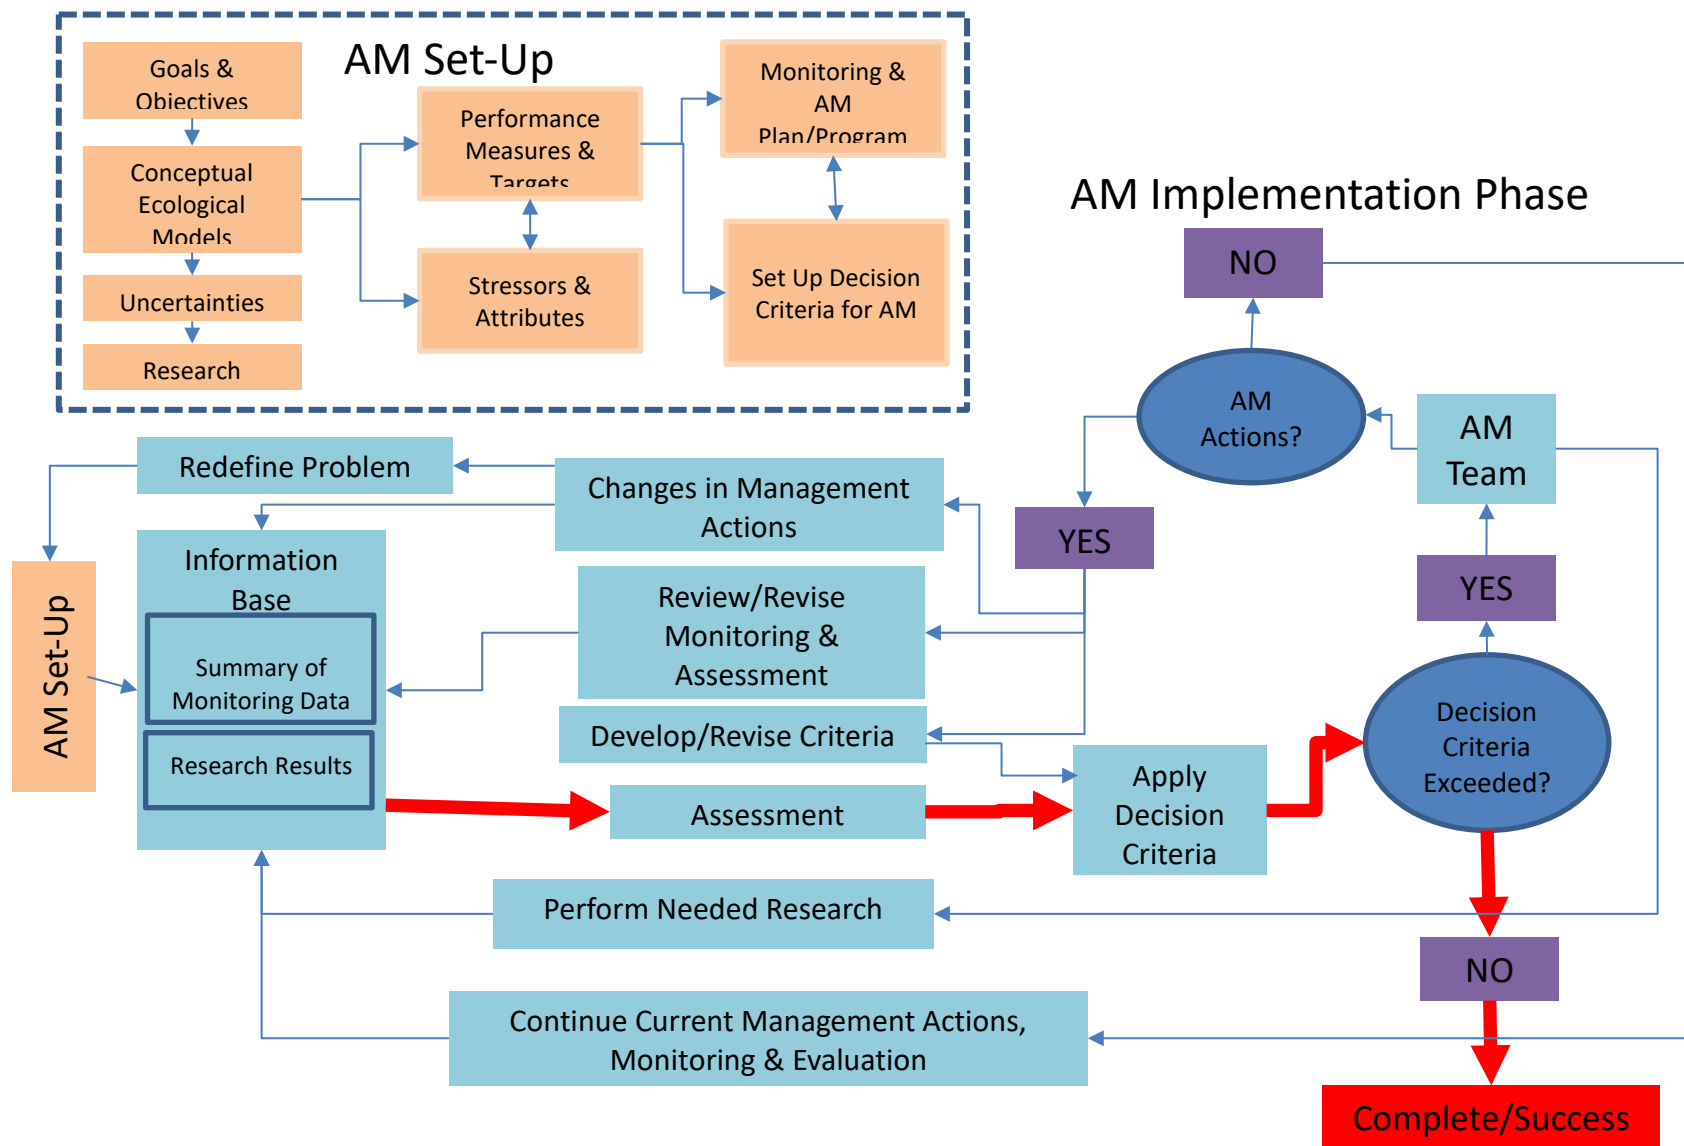 AM Set-Up
Goals &
Objectives
Conceptual
Ecological
Models
Uncertainties
Research
Performance
Measures &
Targets
Stressors &
Attributes
Monitoring &
AM
Plan/Program
Set Up Decision
Criteria for AM
AM Implementation Phase
NO
AM
Actions?
AM
Team
YES
YES
Redefine Problem
Changes in Management
Actions
Information
Base
Summary of
Monitoring Data
Research Results
AM Set-Up
Review/Revise
Monitoring &
Assessment
Develop/Revise Criteria
Assessment
Apply
Decision
Criteria
Decision
Criteria
Exceeded?
Perform Needed Research
NO
Continue Current Management Actions,
Monitoring & Evaluation
Complete/Success